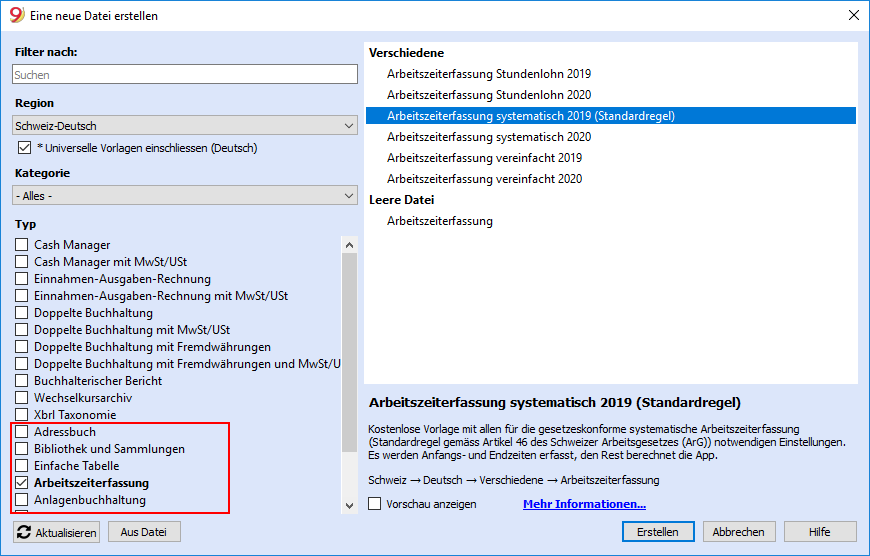 9 Eine neue Datei erstellen
Filter nach:
Suchen
Region
Schweiz-Deutsch
* Universelle Vorlagen einschliessen (Deutsch)
Kategorie
- Alles -
Typ
Cash Manager
Cash Manager mit MwSt/USt
Einnahmen-Ausgaben-Rechnung
Einnahmen-Ausgaben-Rechnung mit MwSt/USt
Doppelte Buchhaltung
Doppelte Buchhaltung mit MwSt/USt
Doppelte Buchhaltung mit Fremdwährungen
Doppelte Buchhaltung mit Fremdwährungen und MwSt/U
Buchhalterischer Bericht
Wechselkursarchiv
Xbrl Taxonomie
Adressbuch
Bibliothek und Sammlungen
Einfache Tabelle
Arbeitszeiterfassung
Anlagenbuchhaltung
Aktualisieren
Aus Datei
Verschiedene
Arbeitszeiterfassung Stundenlohn 2019
Arbeitszeiterfassung Stundenlohn 2020
Arbeitszeiterfassung systematisch 2019 (Standardregel)
Arbeitszeiterfassung systematisch 2020
Arbeitszeiterfassung vereinfacht 2019
Arbeitszeiterfassung vereinfacht 2020
Leere Datei
Arbeitszeiterfassung
Arbeitszeiterfassung systematisch 2019 (Standardregel)
Kostenlose Vorlage mit allen für die gesetzeskonforme systematische Arbeitszeiterfassung
(Standardregel gemäss Artikel 46 des Schweizer Arbeitsgesetzes (ArG)) notwendigen Einstellungen.
Es werden Anfangs- und Endzeiten erfasst, den Rest berechnet die App.
Schweiz → Deutsch → Verschiedene → Arbeitszeiterfassung
Vorschau anzeigen
Mehr Informationen...
Erstellen
Abbrechen
Hilfe